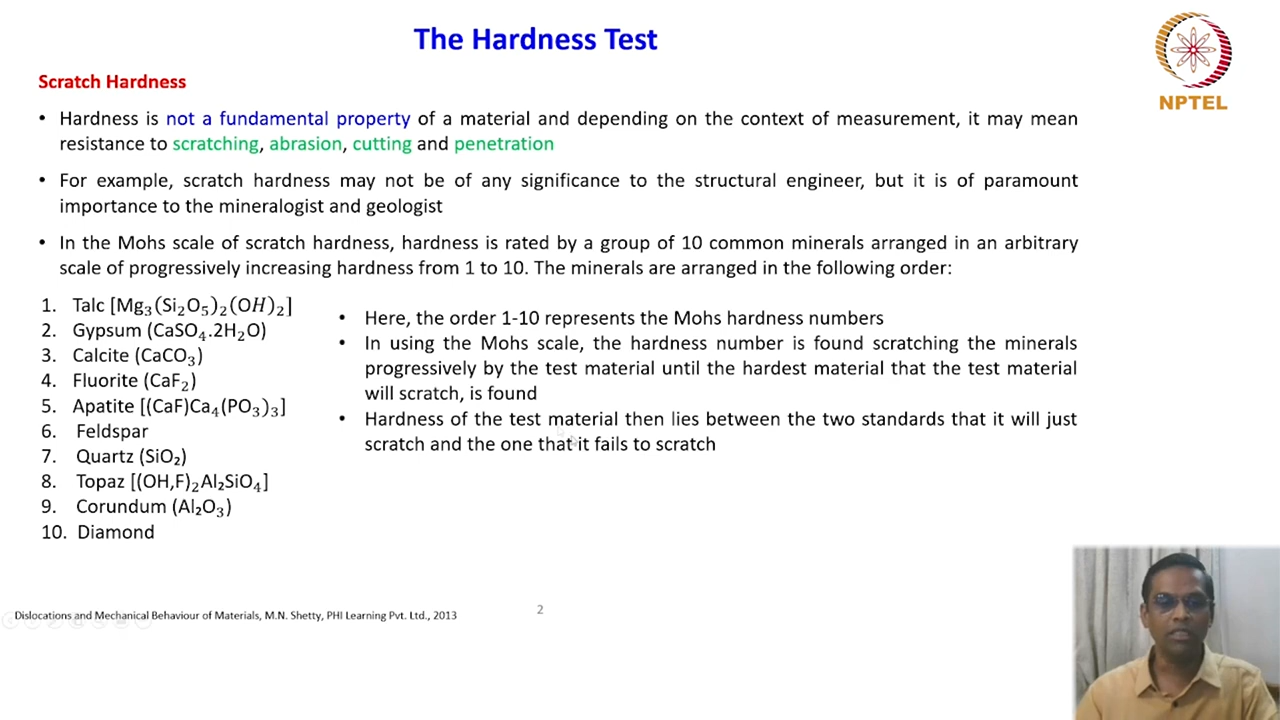 The Hardness Test
NPTEL
Scratch Hardness
• Hardness is not a fundamental property of a material and depending on the context of measurement, it may mean
resistance to scratching, abrasion, cutting and penetration
• For example, scratch hardness may not be of any significance to the structural engineer, but it is of paramount
importance to the mineralogist and geologist
• In the Mohs scale of scratch hardness, hardness is rated by a group of 10 common minerals arranged in an arbitrary
scale of progressively increasing hardness from 1 to 10. The minerals are arranged in the following order:
1. Talc [Mg₃(Si₂O₅)₂(OH)₂]
2. Gypsum (CaSO₄.2H₂O)
3. Calcite (CaCO₃)
4. Fluorite (CaF₂)
5. Apatite [(CaF)Ca₄(PO₃)₃]
6. Feldspar
7. Quartz (SiO₂)
8. Topaz [(OH,F)₂Al₂SiO₄]
9. Corundum (Al₂O₃)
10. Diamond
• Here, the order 1-10 represents the Mohs hardness numbers
• In using the Mohs scale, the hardness number is found scratching the minerals
progressively by the test material until the hardest material that the test material
will scratch, is found
• Hardness of the test material then lies between the two standards that it will just
scratch and the one that it fails to scratch
Dislocations and Mechanical Behaviour of Materials, M.N. Shetty, PHI Learning Pvt. Ltd., 2013
2